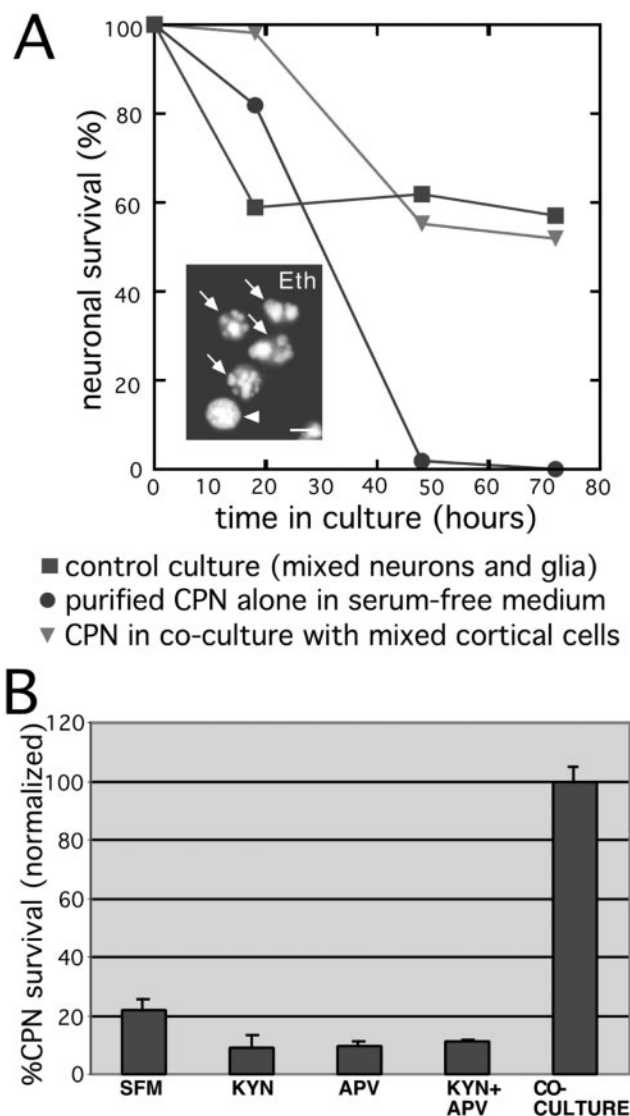 A
100
80
60
40
20
0
neuronal survival (%)
Eth
0 10 20 30 40 50 60 70 80
time in culture (hours)
control culture (mixed neurons and glia)
purified CPN alone in serum-free medium
CPN in co-culture with mixed cortical cells
B
120
100
80
60
40
20
0
%CPN survival (normalized)
SFM KYN APV KYN+ CO-
APV CULTURE